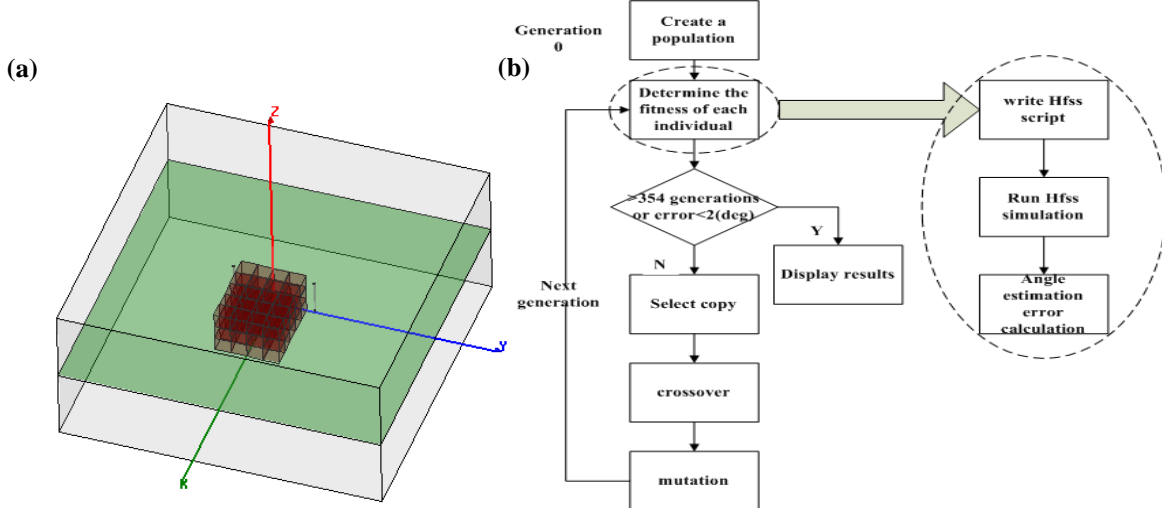 (a)
Z
Y
X
(b)
Generation
0
Create a
population
Determine the
fitness of each
individual
>354 generations
or error<2(deg)
Y
Display results
N
Next
generation
Select copy
crossover
mutation
write Hfss
script
Run Hfss
simulation
Angle
estimation
error
calculation